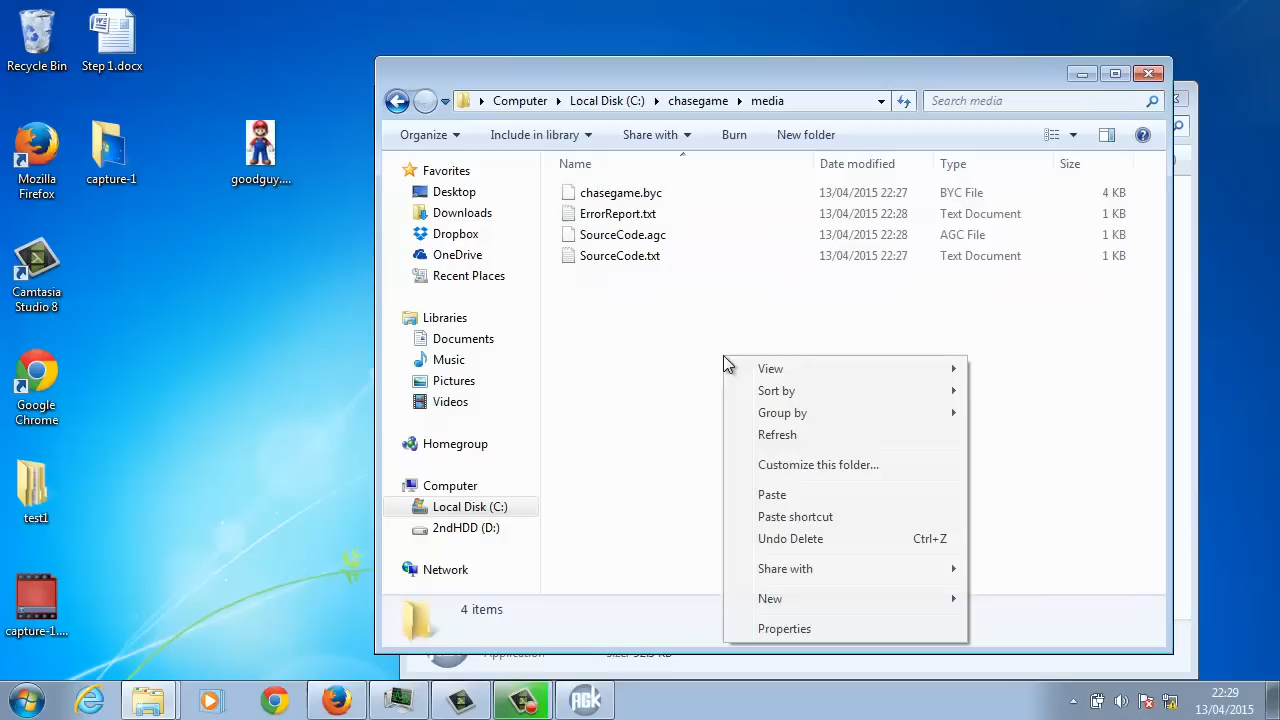 Recycle Bin
Step 1.docx
Mozilla
Firefox
capture-1
goodguy....
Camtasia
Studio 8
Google
Chrome
test1
capture-1....
Computer
Local Disk (C:)
chasegame
media
Search media
Organize
Include in library
Share with
Burn
New folder
Favorites
Desktop
Downloads
Dropbox
OneDrive
Recent Places
Libraries
Documents
Music
Pictures
Videos
Homegroup
Computer
Local Disk (C:)
2ndHDD (D:)
Network
Name Date modified Type Size
chasegame.byc 13/04/2015 22:27 BYC File 4 KB
ErrorReport.txt 13/04/2015 22:28 Text Document 1 KB
SourceCode.agc 13/04/2015 22:28 AGC File 1 KB
SourceCode.txt 13/04/2015 22:27 Text Document 1 KB
View
Sort by
Group by
Refresh
Customize this folder...
Paste
Paste shortcut
Undo Delete Ctrl+Z
Share with
New
Properties
4 items
AGK
22:29
13/04/2015